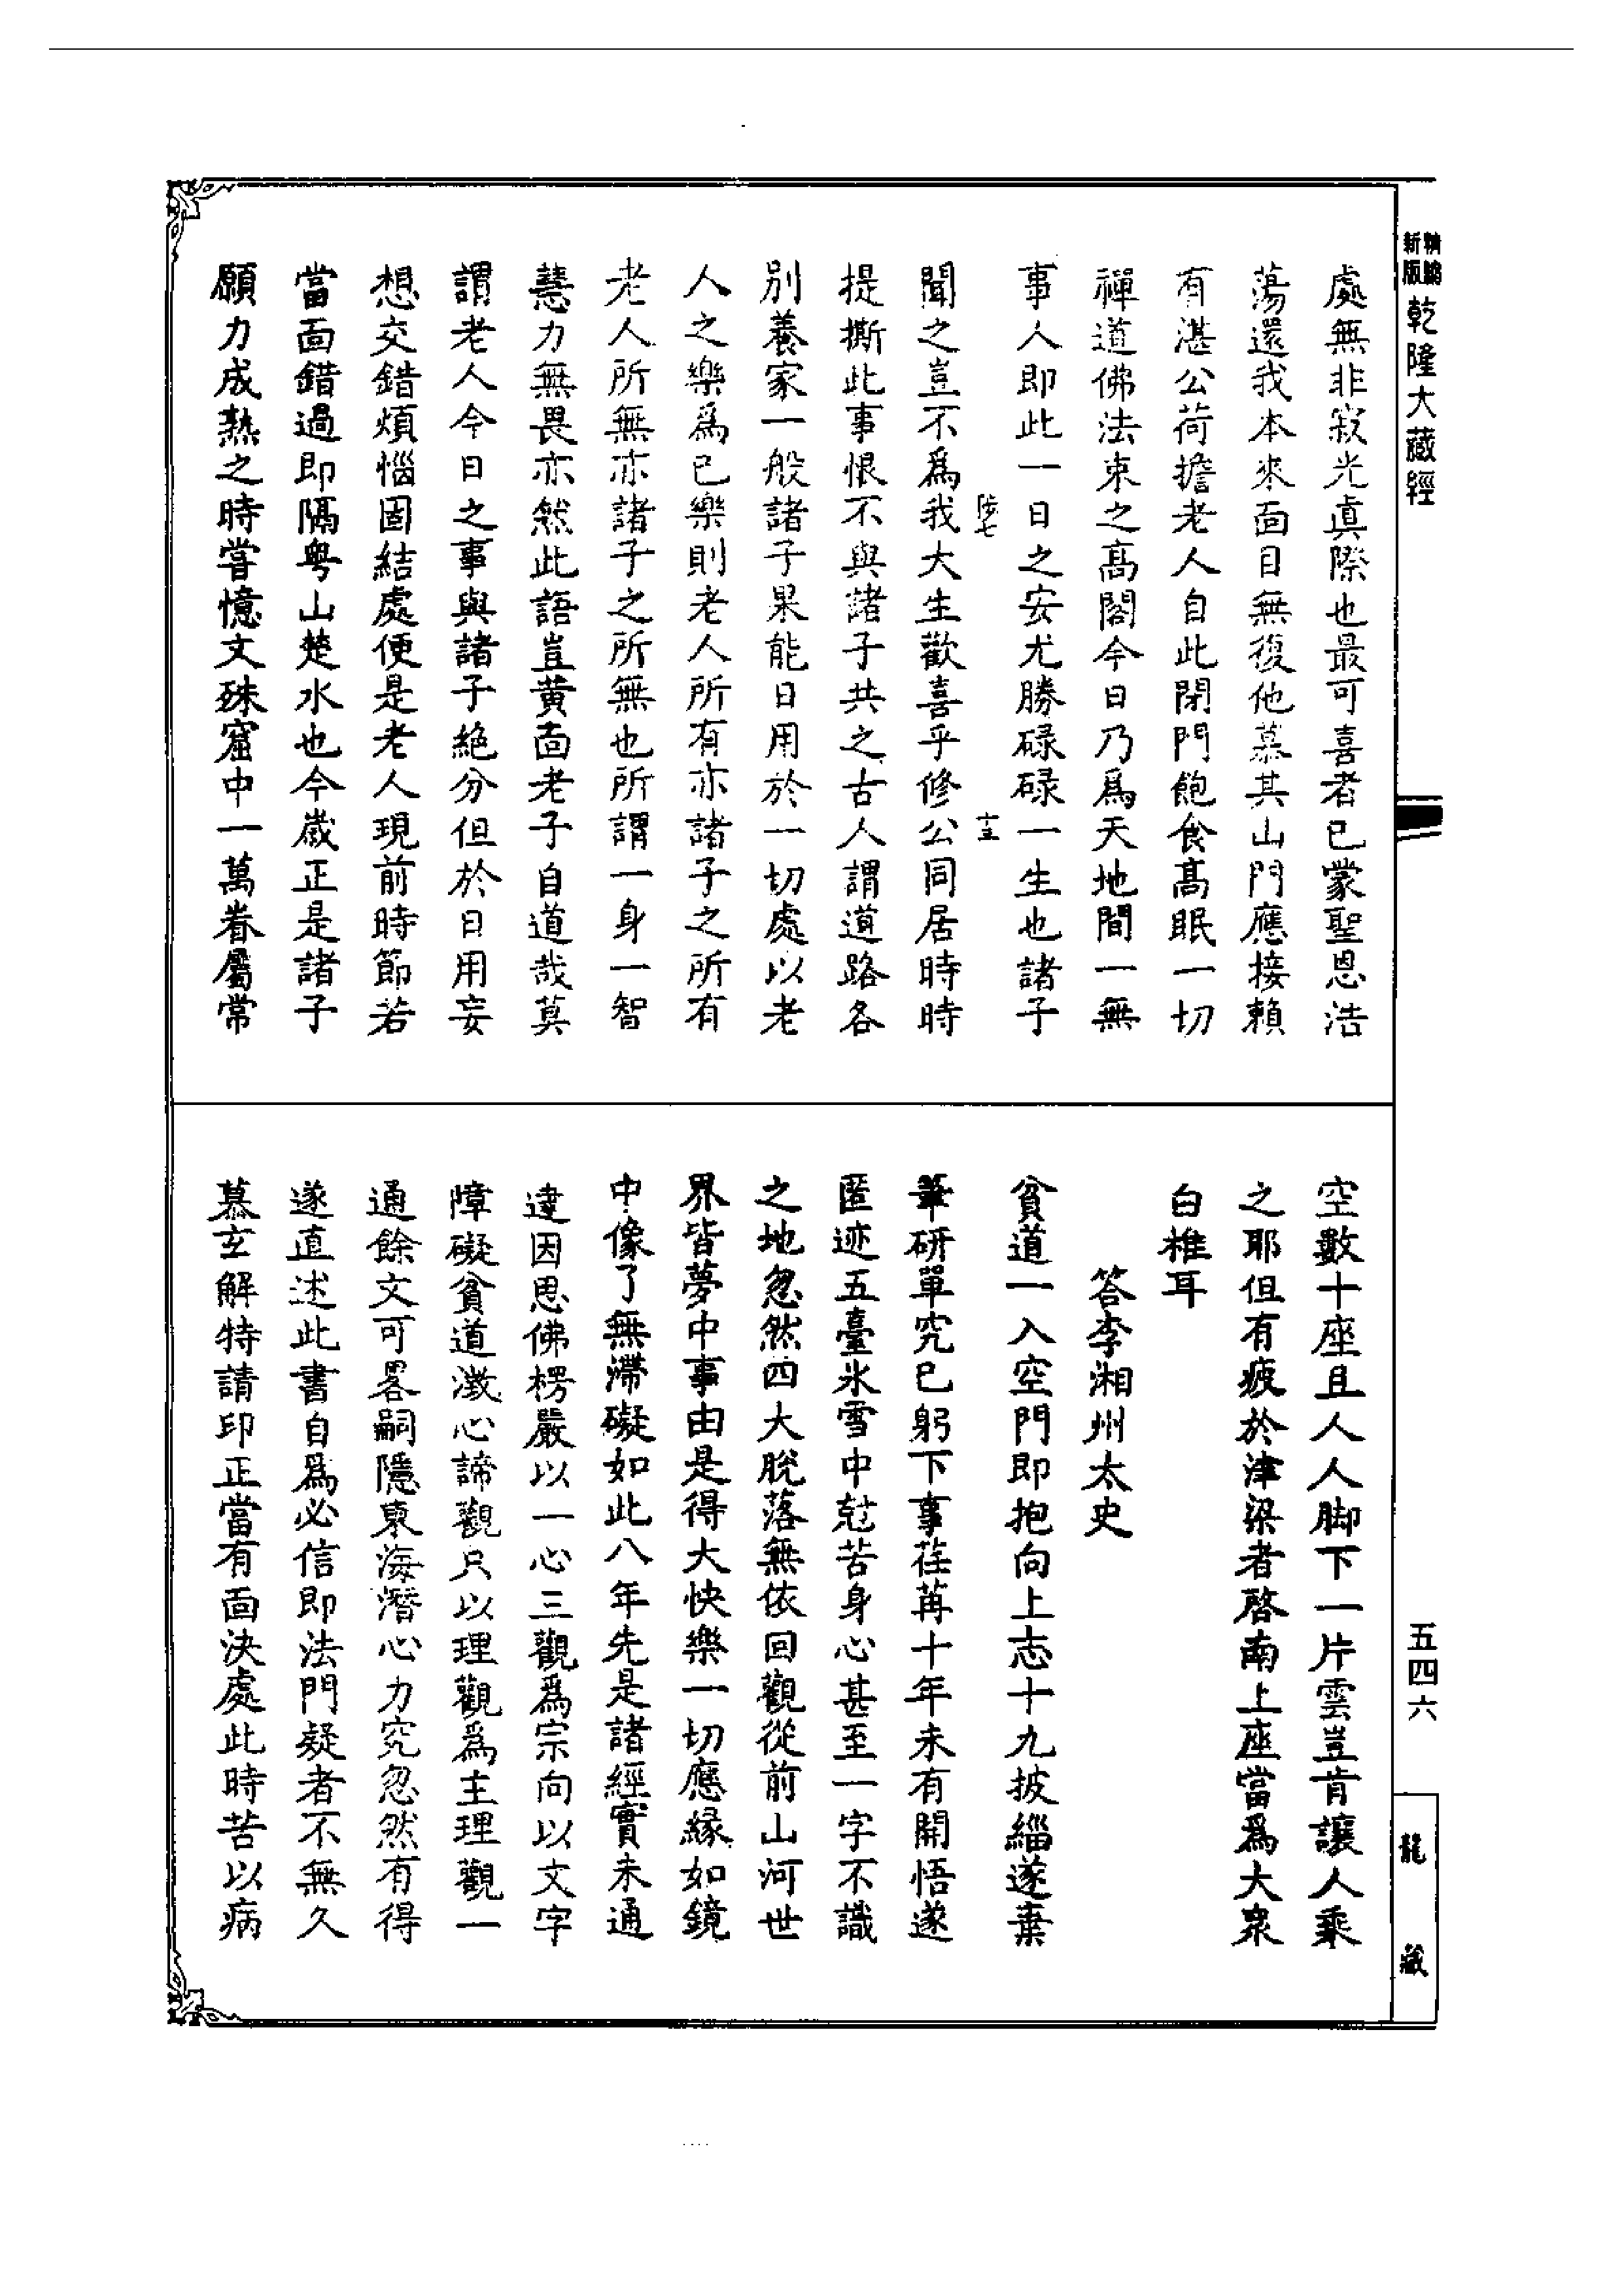 新版
精編
乾隆大藏經
處無非寂光真際也最可喜者已蒙聖恩浩
蕩還我本來面目無復他慕其山門應接賴
有湛公荷擔老人自此閉門飽食髙眠一切
禪道佛法束之髙閣今日乃爲天地間一無
事人即此一日之安尤勝碌碌一生也諸子
聞之豈不爲我大生歡喜乎修公同居時時
提撕此事恨不與諸子共之古人謂道路各
別養家一般諸子果能日用於一切處以老
人之樂爲已樂則老人所有亦諸子之所有
老人所無亦諸子之所無也所謂一身一智
慧力無畏亦然此語豈黄面老子自道哉莫
謂老人今日之事與諸子絶分但於日用妄
想交錯煩惱固結處便是老人現前時節若
當面錯過即隔粤山楚水也今歲正是諸子
願力成熟之時嘗憶文殊窟中一萬眷屬常
空數十座且人人脚下一片雲豈肯讓人乘
之耶但有疲於津梁者啓南上座當爲大衆
白椎耳
答李湘州太史
貧道一入空門即抱向上志十九披緇遂棄
筆研單究已躬下事荏苒十年未有開悟遂
匿迹五臺氷雪中尅苦身心甚至一字不識
之地忽然四大脫落無依回觀從前山河世
界皆夢中事由是得大快樂一切應縁如鏡
中像了無滯礙如此八年先是諸經實未通
達因思佛楞嚴以一心三觀爲宗向以文字
障礙貧道澂心諦觀只以理觀爲主理觀一
通餘文可畧嗣隱東海潛心力究忽然有得
遂直述此書自爲必信即法門疑者不無久
慕玄解特請印正當有面決處此時苦以病
五四六
龍藏